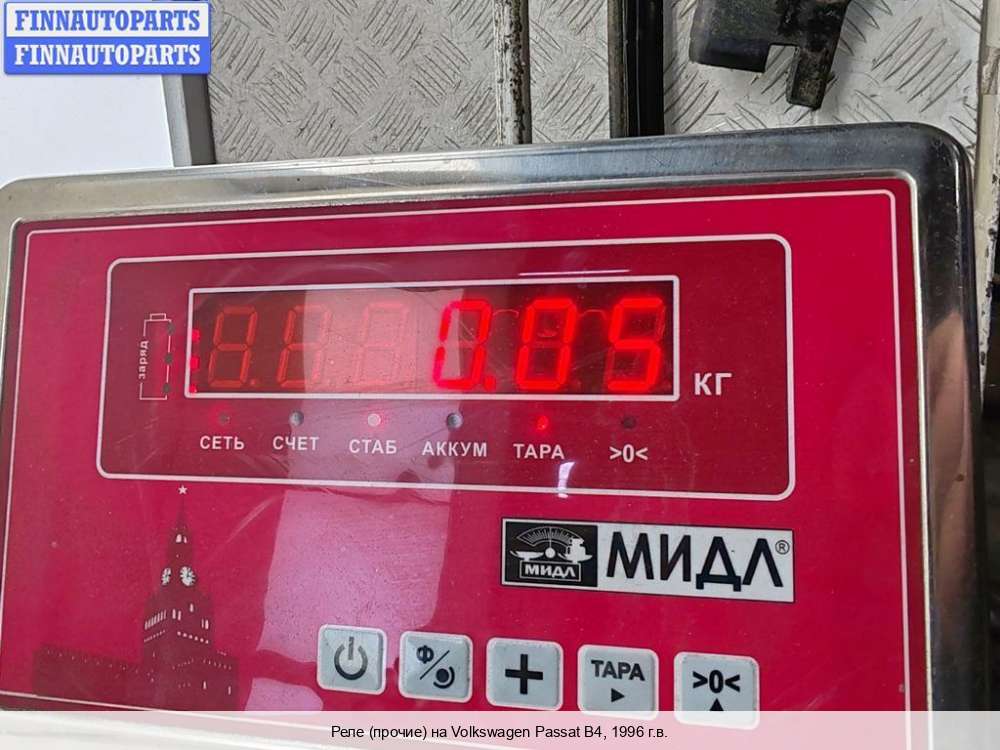 FINNAUTOPARTS
FINNAUTOPARTS
заряд
0.05
КГ
СЕТЬ СЧЕТ СТАБ АККУМ ТАРА >0<
МИДЛ МИДЛ®
Ф ТАРА >0<
Репе (прочие) на Volkswagen Passat B4, 1996 г.в.